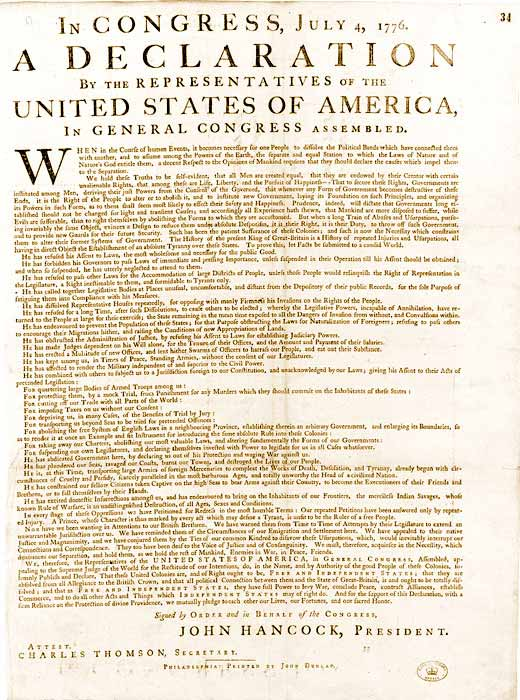 34
IN CONGRESS, JULY 4, 1776.
A DECLARATION
BY THE REPRESENTATIVES OF THE
UNITED STATES OF AMERICA,
IN GENERAL CONGRESS ASSEMBLED.
WHEN in the Course of human Events, it becomes necessary for one People to dissolve the Political Bands which have connected them
with another, and to assume among the Powers of the Earth, the separate and equal Station to which the Laws of Nature and of
Nature's God entitle them, a decent Respect to the Opinions of Mankind requires that they should declare the causes which impel them
to the Separation.
We hold these Truths to be self-evident, that all Men are created equal, that they are endowed by their Creator with certain
unalienable Rights, that among these are Life, Liberty, and the Pursuit of Happiness--That to secure these Rights, Governments are
instituted among Men, deriving their just Powers from the Consent of the Governed, that whenever any Form of Government becomes destructive of these
Ends, it is the Right of the People to alter or to abolish it, and to institute new Government, laying its Foundation on such Principles, and organizing
its Powers in such Form, as to them shall seem most likely to effect their Safety and Happiness. Prudence, indeed, will dictate that Governments long es-
tablished should not be changed for light and transient Causes; and accordingly all Experience hath shewn, that Mankind are more disposed to suffer, while
Evils are sufferable, than to right themselves by abolishing the Forms to which they are accustomed. But when a long Train of Abuses and Usurpations, pursu-
ing invariably the same Object, evinces a Design to reduce them under absolute Despotism, it is their Right, it is their Duty, to throw off such Government,
and to provide new Guards for their future Security. Such has been the patient Sufferance of these Colonies; and such is now the Necessity which constrains
them to alter their former Systems of Government. The History of the present King of Great-Britain is a History of repeated Injuries and Usurpations, all
having in direct Object the Establishment of an absolute Tyranny over these States. To prove this, let Facts be submitted to a candid World.
He has refused his Assent to Laws, the most wholesome and necessary for the public Good.
He has forbidden his Governors to pass Laws of immediate and pressing Importance, unless suspended in their Operation till his Assent should be obtained;
and when so suspended, he has utterly neglected to attend to them.
He has refused to pass other Laws for the Accommodation of large Districts of People, unless those People would relinquish the Right of Representation in
the Legislature, a Right inestimable to them, and formidable to Tyrants only.
He has called together Legislative Bodies at Places unusual, uncomfortable, and distant from the Depository of their public Records, for the sole Purpose of
fatiguing them into Compliance with his Measures.
He has dissolved Representative Houses repeatedly, for opposing with manly Firmness his Invasions on the Rights of the People.
He has refused for a long Time, after such Dissolutions, to cause others to be elected; whereby the Legislative Powers, incapable of Annihilation, have re-
turned to the People at large for their exercise; the State remaining in the mean time exposed to all the Dangers of Invasion from without, and Convulsions within.
He has endeavoured to prevent the Population of these States; for that Purpose obstructing the Laws for Naturalization of Foreigners; refusing to pass others
to encourage their Migrations hither, and raising the Conditions of new Appropriations of Lands.
He has obstructed the Administration of Justice, by refusing his Assent to Laws for establishing Judiciary Powers.
He has made Judges dependent on his Will alone, for the Tenure of their Offices, and the Amount and Payment of their Salaries.
He has erected a Multitude of new Offices, and sent hither Swarms of Officers to harrass our People, and eat out their Substance.
He has kept among us, in Times of Peace, Standing Armies, without the consent of our Legislatures.
He has affected to render the Military independent of and superior to the Civil Power.
He has combined with others to subject us to a Jurisdiction foreign to our Constitution, and unacknowledged by our Laws; giving his Assent to their Acts of
pretended Legislation:
For quartering large Bodies of Armed Troops among us:
For protecting them, by a mock Trial, from Punishment for any Murders which they should commit on the Inhabitants of these States:
For cutting off our Trade with all Parts of the World:
For imposing Taxes on us without our Consent:
For depriving us, in many Cases, of the Benefits of Trial by Jury:
For transporting us beyond Seas to be tried for pretended Offences:
For abolishing the free System of English Laws in a neighbouring Province, establishing therein an arbitrary Government, and enlarging its Boundaries, so
as to render it at once an Example and fit Instrument for introducing the same absolute Rule into these Colonies:
For taking away our Charters, abolishing our most valuable Laws, and altering fundamentally the Forms of our Governments:
For suspending our own Legislatures, and declaring themselves invested with Power to legislate for us in all Cases whatsoever.
He has abdicated Government here, by declaring us out of his Protection and waging War against us.
He has plundered our Seas, ravaged our Coasts, burnt our Towns, and destroyed the Lives of our People.
He is, at this Time, transporting large Armies of foreign Mercenaries to compleat the Works of Death, Desolation, and Tyranny, already begun with cir-
cumstances of Cruelty and Perfidy, scarcely paralleled in the most barbarous Ages, and totally unworthy the Head of a civilized Nation.
He has constrained our fellow Citizens taken Captive on the high Seas to bear Arms against their Country, to become the Executioners of their Friends and
Brethren, or to fall themselves by their Hands.
He has excited domestic Insurrections amongst us, and has endeavoured to bring on the Inhabitants of our Frontiers, the merciless Indian Savages, whose
known Rule of Warfare, is an undistinguished Destruction, of all Ages, Sexes and Conditions.
In every stage of these Oppressions we have Petitioned for Redress in the most humble Terms: Our repeated Petitions have been answered only by repeat-
ed Injury. A Prince, whose Character is thus marked by every act which may define a Tyrant, is unfit to be the Ruler of a free People.
Nor have we been wanting in Attentions to our British Brethren. We have warned them from Time to Time of Attempts by their Legislature to extend an
unwarrantable Jurisdiction over us. We have reminded them of the Circumstances of our Emigration and Settlement here. We have appealed to their native
Justice and Magnanimity, and we have conjured them by the Ties of our common Kindred to disavow these Usurpations, which, would inevitably interrupt our
Connections and Correspondence. They too have been deaf to the Voice of Justice and of Consanguinity. We must, therefore, acquiesce in the Necessity, which
denounces our Separation, and hold them, as we hold the rest of Mankind, Enemies in War, in Peace, Friends.
We, therefore, the Representatives of the UNITED STATES OF AMERICA, in GENERAL CONGRESS, Assembled, ap-
pealing to the Supreme Judge of the World for the Rectitude of our Intentions, do, in the Name, and by Authority of the good People of these Colonies, so-
lemnly Publish and Declare, That these United Colonies are, and of Right ought to be, FREE AND INDEPENDENT STATES; that they are
absolved from all Allegiance to the British Crown, and that all political Connection between them and the State of Great-Britain, is and ought to be totally dis-
solved; and that as FREE AND INDEPENDENT STATES, they have full Power to levy War, conclude Peace, contract Alliances, establish
Commerce, and to do all other Acts and Things which INDEPENDENT STATES may of right do. And for the support of this Declaration, with a
firm Reliance on the Protection of divine Providence, we mutually pledge to each other our Lives, our Fortunes, and our sacred Honor.
Signed by ORDER and in BEHALF of the CONGRESS,
JOHN HANCOCK, PRESIDENT.
ATTEST.
CHARLES THOMSON, SECRETARY.
PHILADELPHIA: PRINTED BY JOHN DUNLAP.